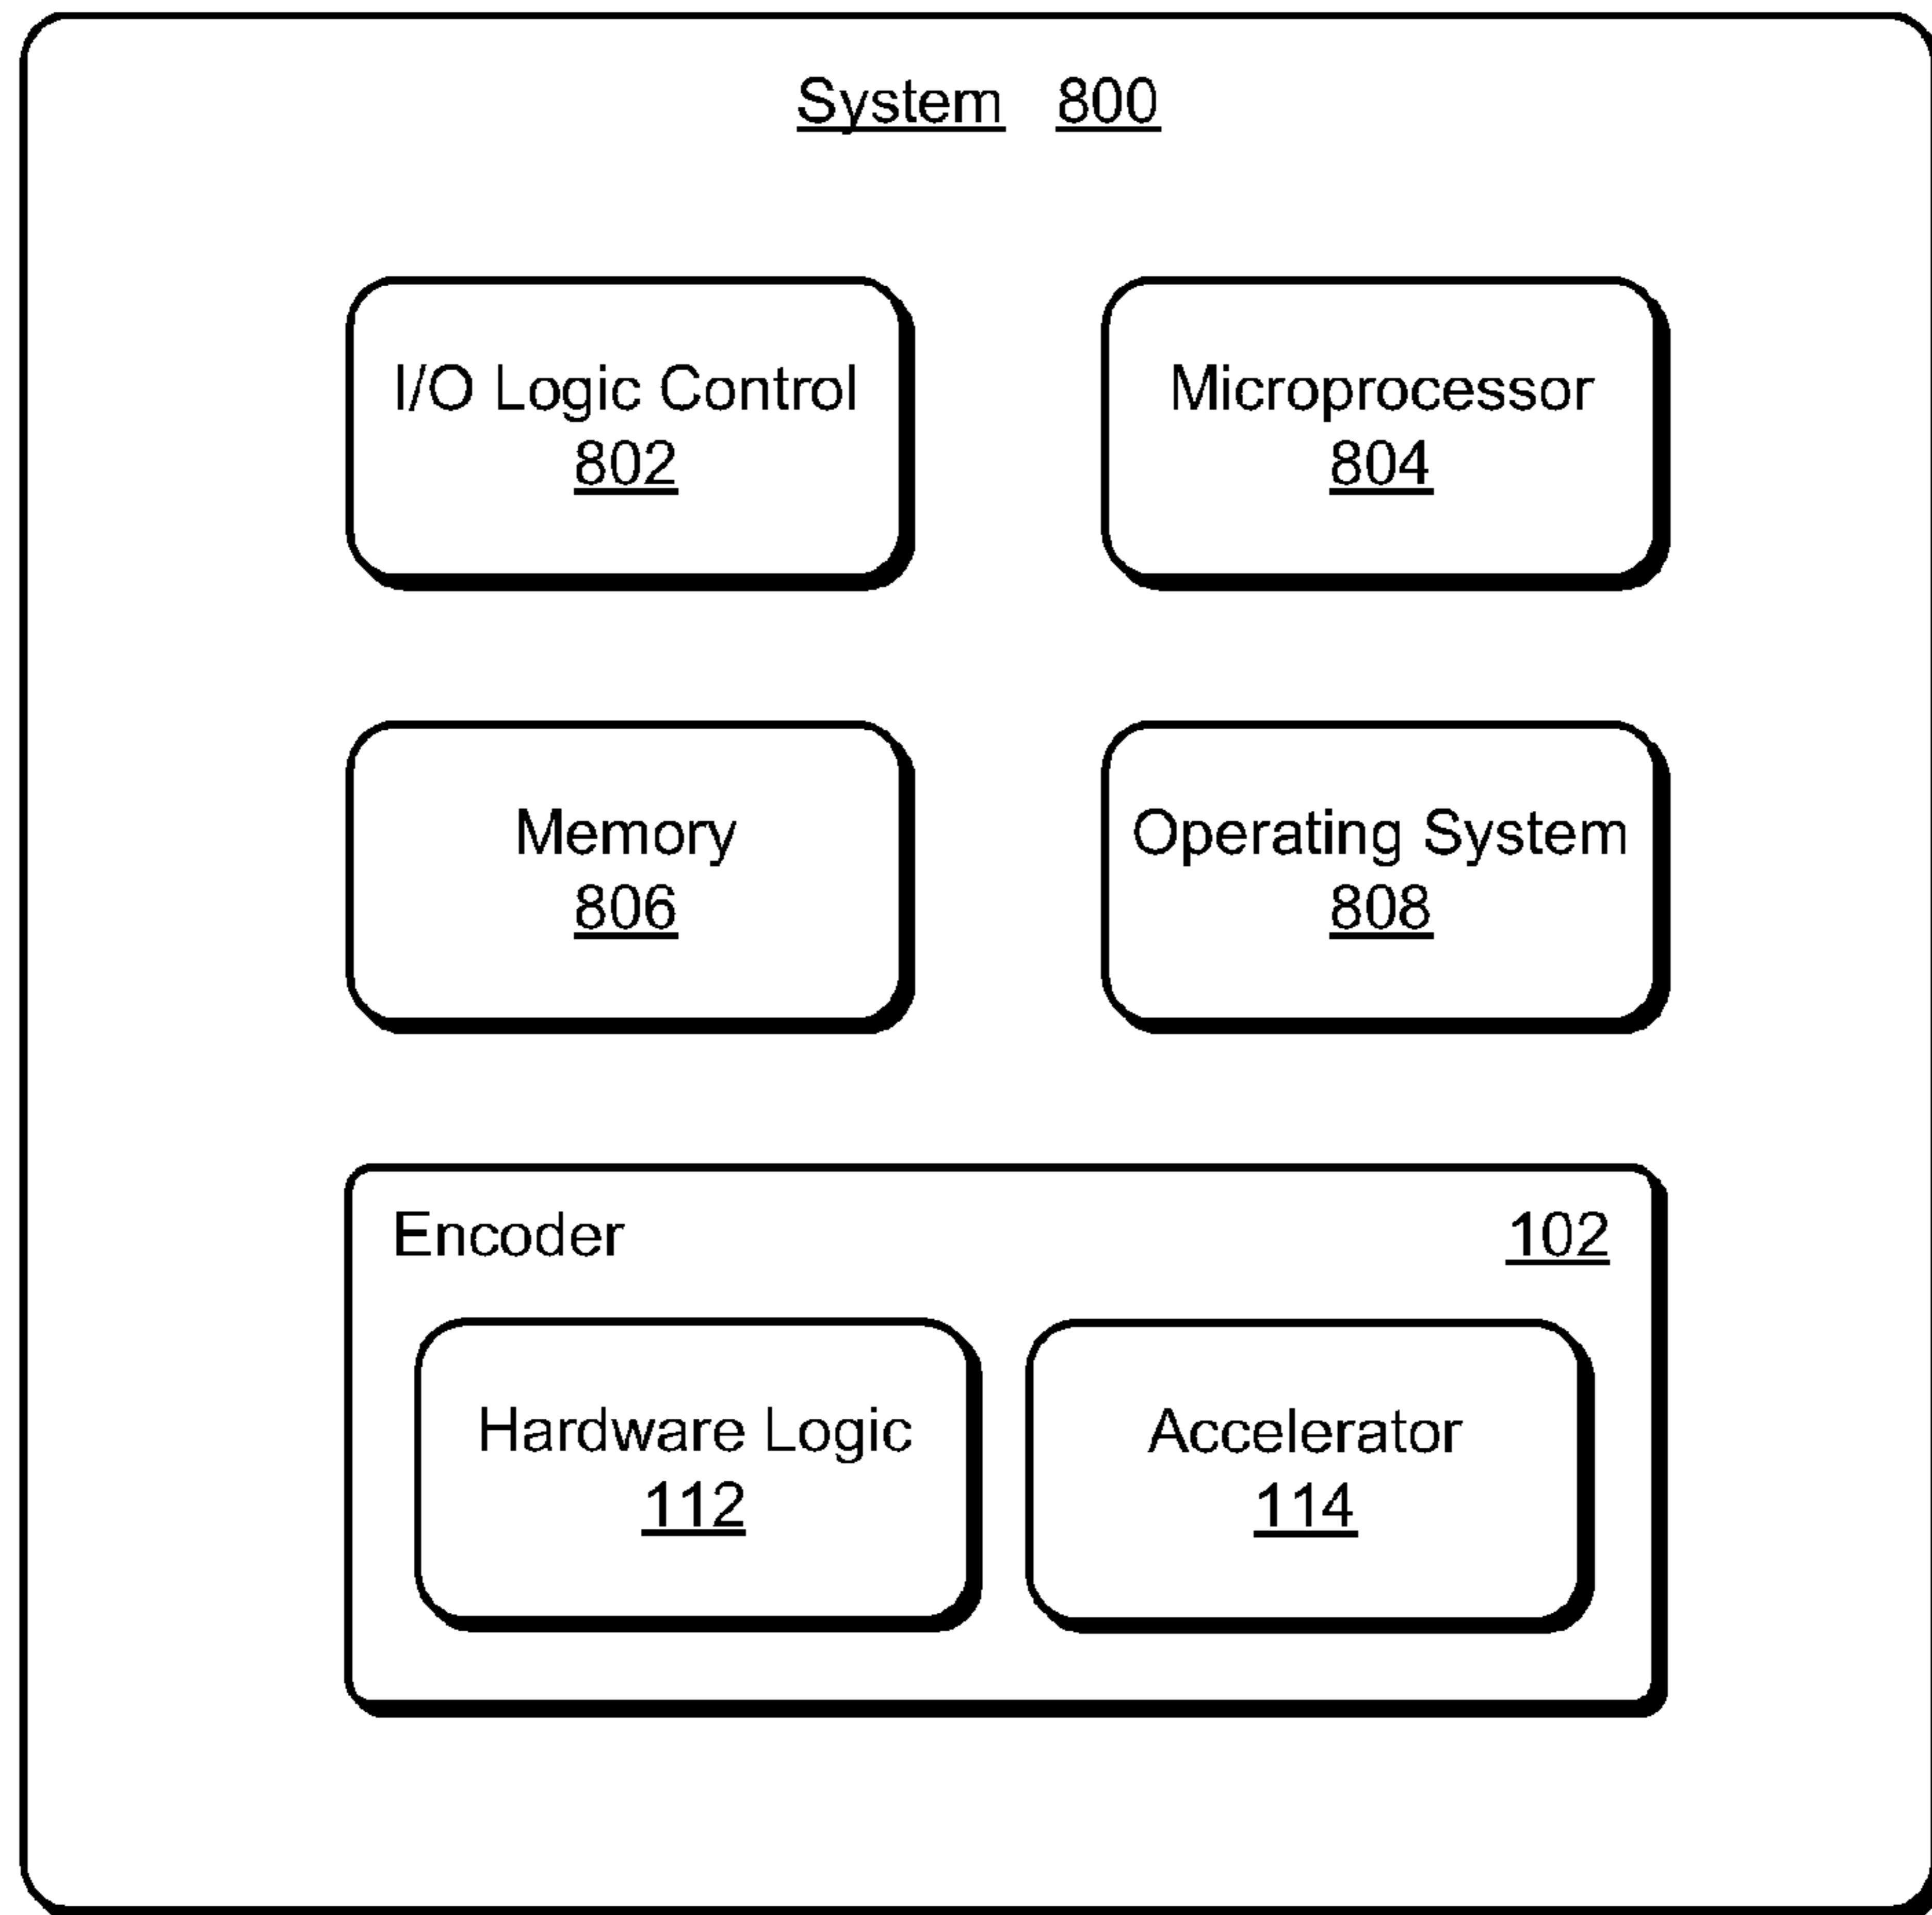 System 800
I/O Logic Control
802
Microprocessor
804
Memory
806
Operating System
808
Encoder 102
Hardware Logic
112
Accelerator
114